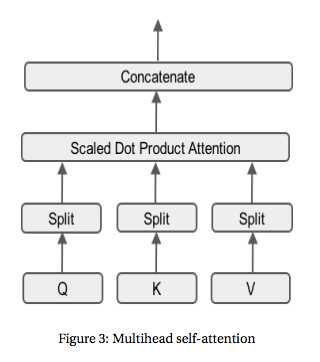 Concatenate
Scaled Dot Product Attention
Split Split Split
Q K V
Figure 3: Multihead self-attention